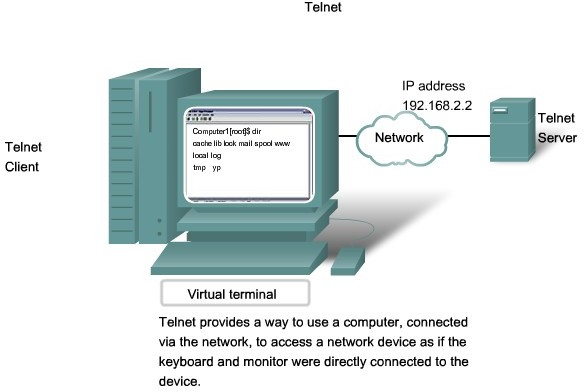 Telnet
IP address
192.168.2.2
Telnet
Client
Computer1[root]$ dir
cache lib lock mail spool www
local log
tmp yp
Network
Telnet
Server
Virtual terminal
Telnet provides a way to use a computer, connected
via the network, to access a network device as if the
keyboard and monitor were directly connected to the
device.